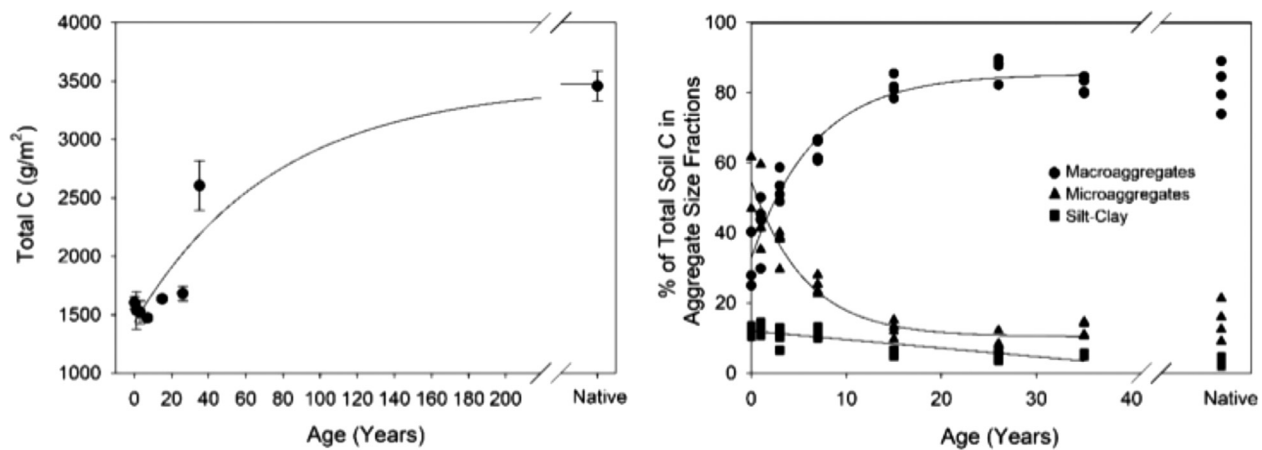 4000
3500
3000
2500
2000
1500
1000
Total C (g/m²)
0 20 40 60 80 100 120 140 160 180 200 Native
Age (Years)
100
80
60
40
20
0
% of Total Soil C in
Aggregate Size Fractions
Macroaggregates
Microaggregates
Silt-Clay
0 10 20 30 40 Native
Age (Years)